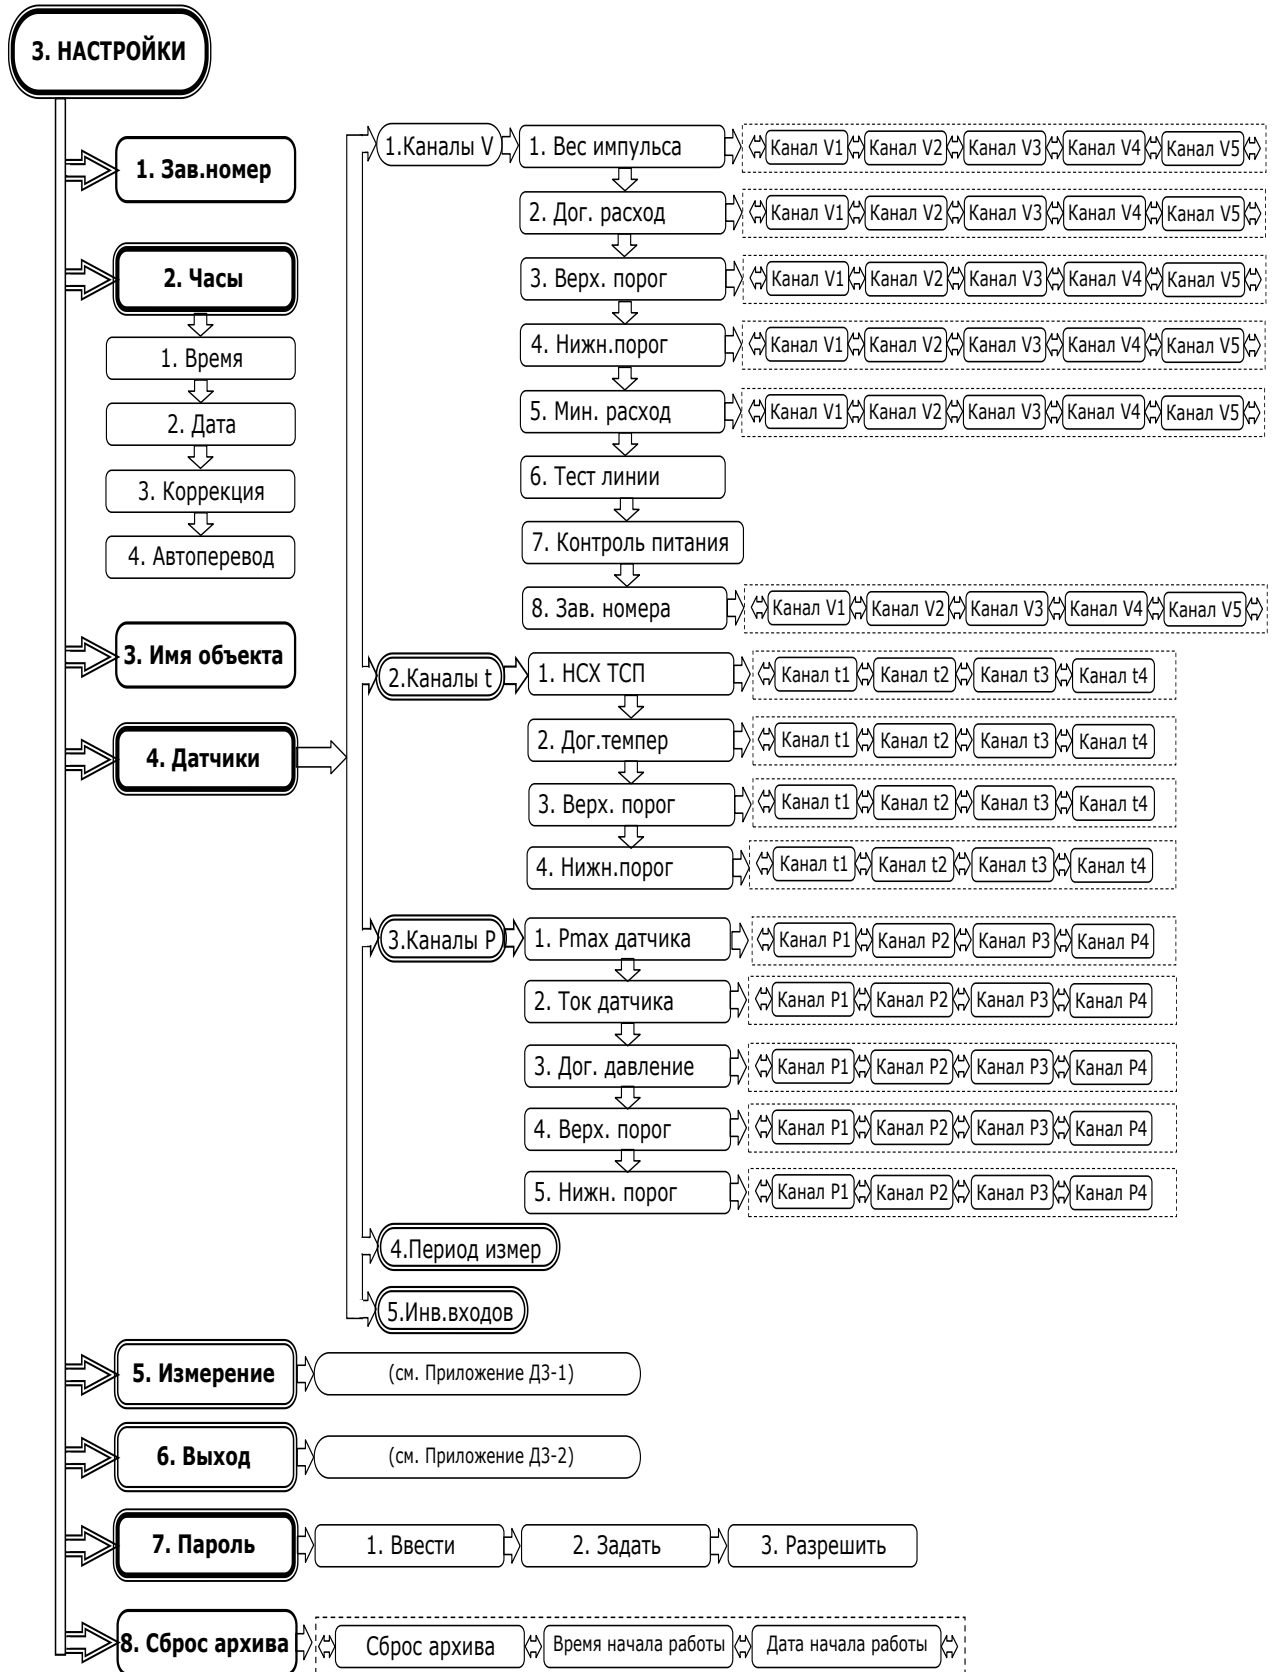 3. НАСТРОЙКИ
1. Зав.номер
2. Часы
1. Время
2. Дата
3. Коррекция
4. Автоперевод
3. Имя объекта
4. Датчики
1.Каналы V
1. Вес импульса
Канал V1 Канал V2 Канал V3 Канал V4 Канал V5
2. Дог. расход
Канал V1 Канал V2 Канал V3 Канал V4 Канал V5
3. Верх. порог
Канал V1 Канал V2 Канал V3 Канал V4 Канал V5
4. Нижн.порог
Канал V1 Канал V2 Канал V3 Канал V4 Канал V5
5. Мин. расход
Канал V1 Канал V2 Канал V3 Канал V4 Канал V5
6. Тест линии
7. Контроль питания
8. Зав. номера
Канал V1 Канал V2 Канал V3 Канал V4 Канал V5
2.Каналы t
1. НСХ ТСП
Канал t1 Канал t2 Канал t3 Канал t4
2. Дог.темпер
Канал t1 Канал t2 Канал t3 Канал t4
3. Верх. порог
Канал t1 Канал t2 Канал t3 Канал t4
4. Нижн.порог
Канал t1 Канал t2 Канал t3 Канал t4
3.Каналы P
1. Pmax датчика
Канал P1 Канал P2 Канал P3 Канал P4
2. Ток датчика
Канал P1 Канал P2 Канал P3 Канал P4
3. Дог. давление
Канал P1 Канал P2 Канал P3 Канал P4
4. Верх. порог
Канал P1 Канал P2 Канал P3 Канал P4
5. Нижн. порог
Канал P1 Канал P2 Канал P3 Канал P4
4.Период измер
5.Инв.входов
5. Измерение
(см. Приложение Д3-1)
6. Выход
(см. Приложение Д3-2)
7. Пароль
1. Ввести
2. Задать
3. Разрешить
8. Сброс архива
Сброс архива
Время начала работы
Дата начала работы